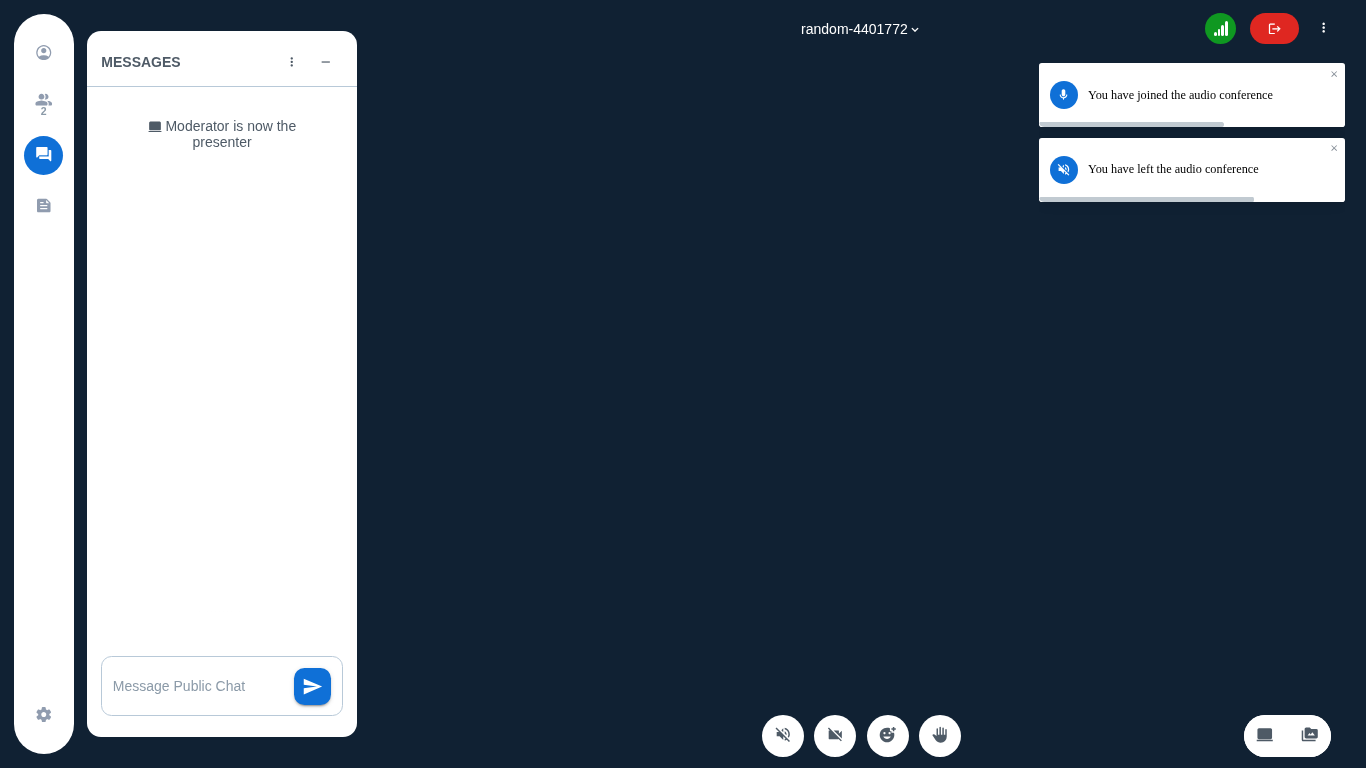 random-4401772
MESSAGES
2
Moderator is now the
presenter
You have joined the audio conference
You have left the audio conference
Message Public Chat